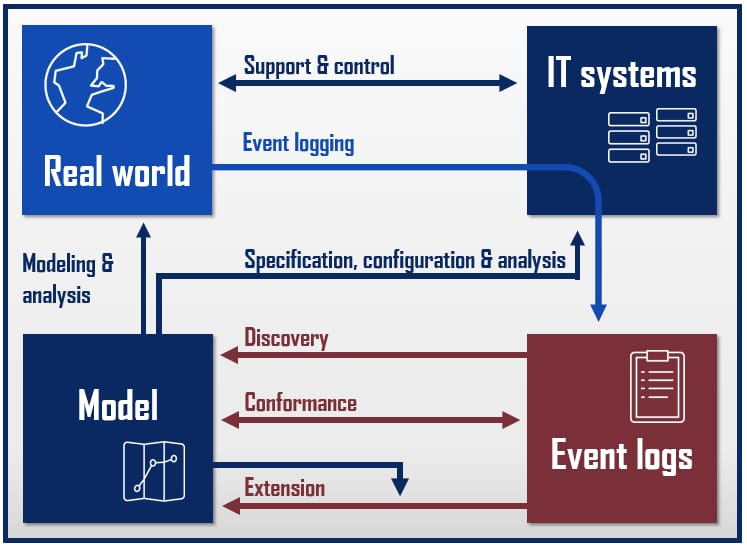 Support & control
IT systems
Event logging
Real world
Modeling &
analysis
Specification, configuration & analysis
Discovery
Model
Conformance
Event logs
Extension